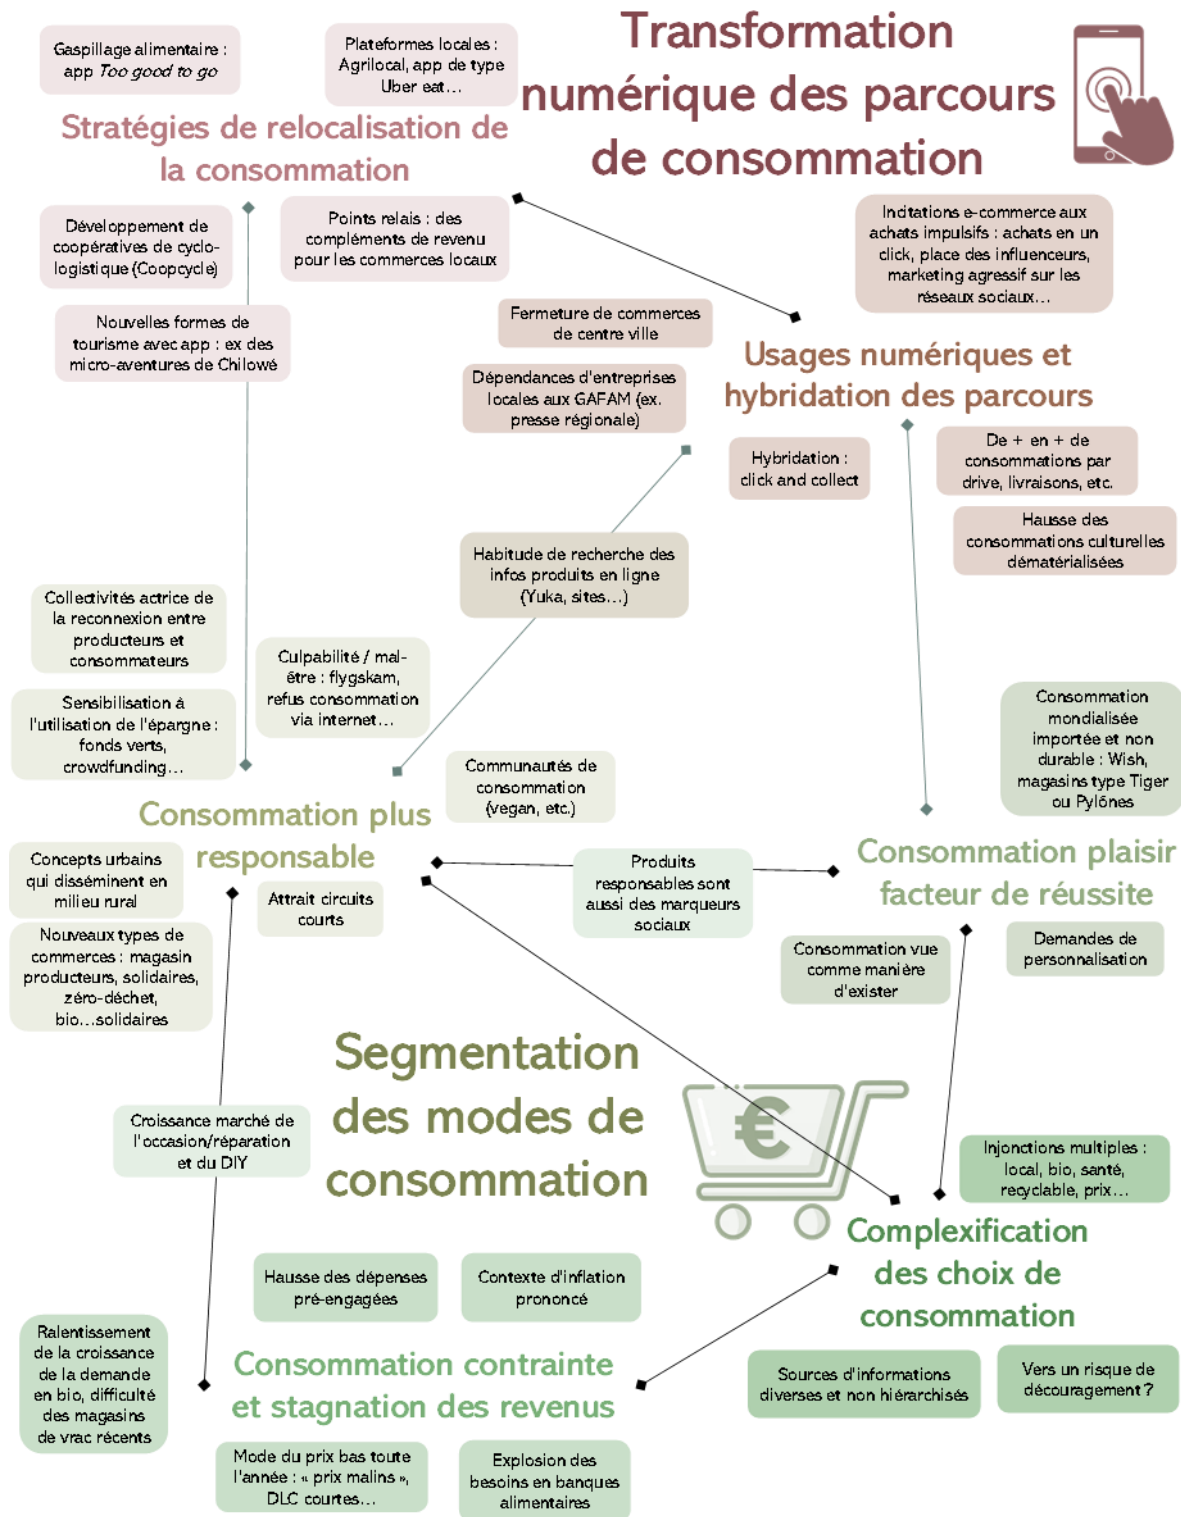 Transformation
numérique des parcours
de consommation
Gaspillage alimentaire :
app Too good to go
Plateformes locales :
Agrilocal, app de type
Uber eat...
Stratégies de relocalisation de
la consommation
Développement de
coopératives de cyclo-
logistique (Coopcycle)
Points relais : des
compléments de revenu
pour les commerces locaux
Nouvelles formes de
tourisme avec app : ex des
micro-aventures de Chilowé
Incitations e-commerce aux
achats impulsifs : achats en un
click, place des influenceurs,
marketing agressif sur les
réseaux sociaux...
Fermeture de commerces
de centre ville
Usages numériques et
hybridation des parcours
Dépendances d'entreprises
locales aux GAFAM (ex.
presse régionale)
Hybridation :
click and collect
De + en + de
consommations par
drive, livraisons, etc.
Hausse des
consommations culturelles
dématérialisées
Habitude de recherche des
infos produits en ligne
(Yuka, sites...)
Collectivités actrice de
la reconnexion entre
producteurs et
consommateurs
Culpabilité / mal-
être : flygskam,
refus consommation
via internet...
Sensibilisation à
l'utilisation de l'épargne :
fonds verts,
crowdfunding...
Communautés de
consommation
(vegan, etc.)
Consommation
mondialisée
importée et non
durable : Wish,
magasins type Tiger
ou Pylônes
Consommation plus
responsable
Concepts urbains
qui disséminent en
milieu rural
Attrait circuits
courts
Nouveaux types de
commerces : magasin
producteurs, solidaires,
zéro-déchet,
bio...solidaires
Produits
responsables sont
aussi des marqueurs
sociaux
Consommation plaisir
facteur de réussite
Consommation vue
comme manière
d'exister
Demandes de
personnalisation
Segmentation
des modes de
consommation
€
Croissance marché de
l'occasion/réparation
et du DIY
Injonctions multiples :
local, bio, santé,
recyclable, prix...
Complexification
des choix de
consommation
Hausse des dépenses
pré-engagées
Contexte d'inflation
prononcé
Ralentissement
de la croissance
de la demande
en bio, difficulté
des magasins
de vrac récents
Consommation contrainte
et stagnation des revenus
Sources d'informations
diverses et non hiérarchisés
Vers un risque de
découragement ?
Mode du prix bas toute
l'année : « prix malins »,
DLC courtes...
Explosion des
besoins en banques
alimentaires